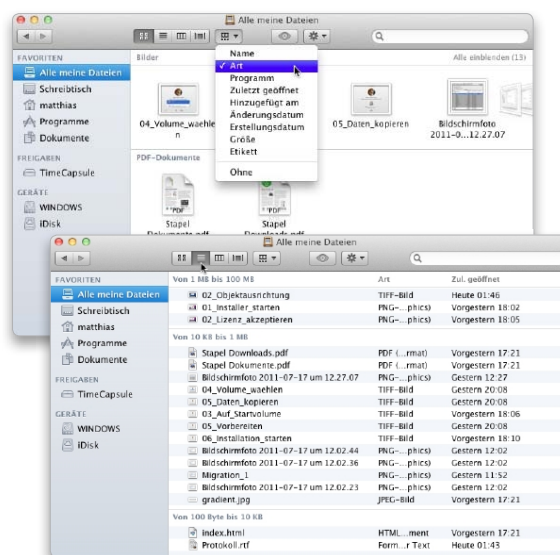 Alle meine Dateien
FAVORITEN
Alle meine Dateien
Schreibtisch
matthias
Programme
Dokumente
FREIGABEN
TimeCapsule
GERÄTE
WINDOWS
iDisk
Bilder
Alle einblenden (13)
Name
✓ Art
Programm
Zuletzt geöffnet
Hinzugefügt am
Änderungsdatum
Erstellungsdatum
Größe
Etikett
Ohne
04_Volume_waehle
n
05_Daten_kopieren
Bildschirmfoto
2011-0...12.27.07
PDF-Dokumente
PDF
PDF
Stapel
Stapel
Alle meine Dateien
FAVORITEN
Alle meine Dateien
Schreibtisch
matthias
Programme
Dokumente
FREIGABEN
TimeCapsule
GERÄTE
WINDOWS
iDisk
Von 1 MB bis 100 MB Art Zul. geöffnet
02_Objektausrichtung TIFF-Bild Heute 01:46
01_Installer_starten PNG-...phics) Vorgestern 18:02
02_Lizenz_akzeptieren PNG-...phics) Vorgestern 18:05
Von 10 KB bis 1 MB
Stapel Downloads.pdf PDF (...rmat) Vorgestern 17:21
Stapel Dokumente.pdf PDF (...rmat) Vorgestern 17:21
Bildschirmfoto 2011-07-17 um 12.27.07 PNG-...phics) Gestern 12:27
04_Volume_waehlen TIFF-Bild Gestern 20:08
05_Daten_kopieren TIFF-Bild Gestern 20:08
03_Auf_Startvolume TIFF-Bild Vorgestern 18:06
05_Vorbereiten TIFF-Bild Gestern 20:08
06_Installation_starten TIFF-Bild Vorgestern 18:10
Bildschirmfoto 2011-07-17 um 12.02.44 PNG-...phics) Gestern 12:02
Bildschirmfoto 2011-07-17 um 12.02.36 PNG-...phics) Gestern 12:02
Migration_1 PNG-...phics) Gestern 11:52
Bildschirmfoto 2011-07-17 um 12.02.23 PNG-...phics) Gestern 12:02
gradient.jpg JPEG-Bild Vorgestern 17:21
Von 100 Byte bis 10 KB
index.html HTML...ment Vorgestern 17:21
Protokoll.rtf Form...r Text Heute 01:43